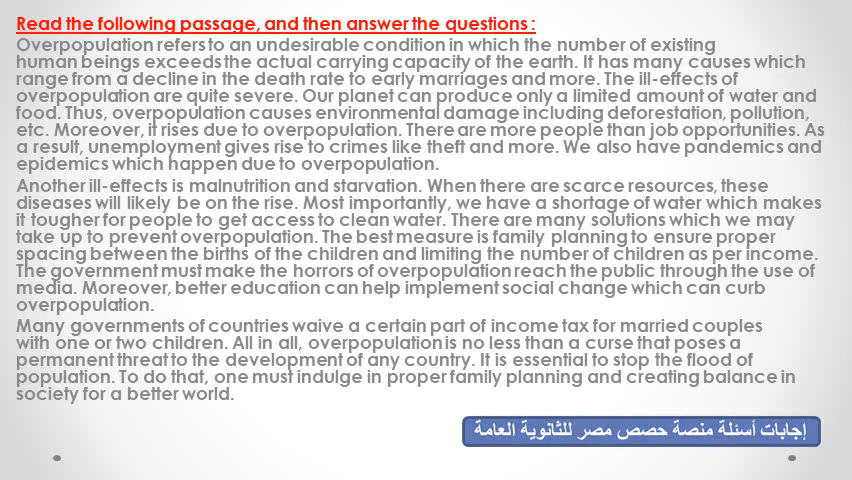 Read the following passage, and then answer the questions :
Overpopulation refers to an undesirable condition in which the number of existing
human beings exceeds the actual carrying capacity of the earth. It has many causes which
range from a decline in the death rate to early marriages and more. The ill-effects of
overpopulation are quite severe. Our planet can produce only a limited amount of water and
food. Thus, overpopulation causes environmental damage including deforestation, pollution,
etc. Moreover, it rises due to overpopulation. There are more people than job opportunities. As
a result, unemployment gives rise to crimes like theft and more. We also have pandemics and
epidemics which happen due to overpopulation.
Another ill-effects is malnutrition and starvation. When there are scarce resources, these
diseases will likely be on the rise. Most importantly, we have a shortage of water which makes
it tougher for people to get access to clean water. There are many solutions which we may
take up to prevent overpopulation. The best measure is family planning to ensure proper
spacing between the births of the children and limiting the number of children as per income.
The government must make the horrors of overpopulation reach the public through the use of
media. Moreover, better education can help implement social change which can curb
overpopulation.
Many governments of countries waive a certain part of income tax for married couples
with one or two children. All in all, overpopulation is no less than a curse that poses a
permanent threat to the development of any country. It is essential to stop the flood of
population. To do that, one must indulge in proper family planning and creating balance in
society for a better world.
إجابات أسئلة منصة حصص مصر للثانوية العامة